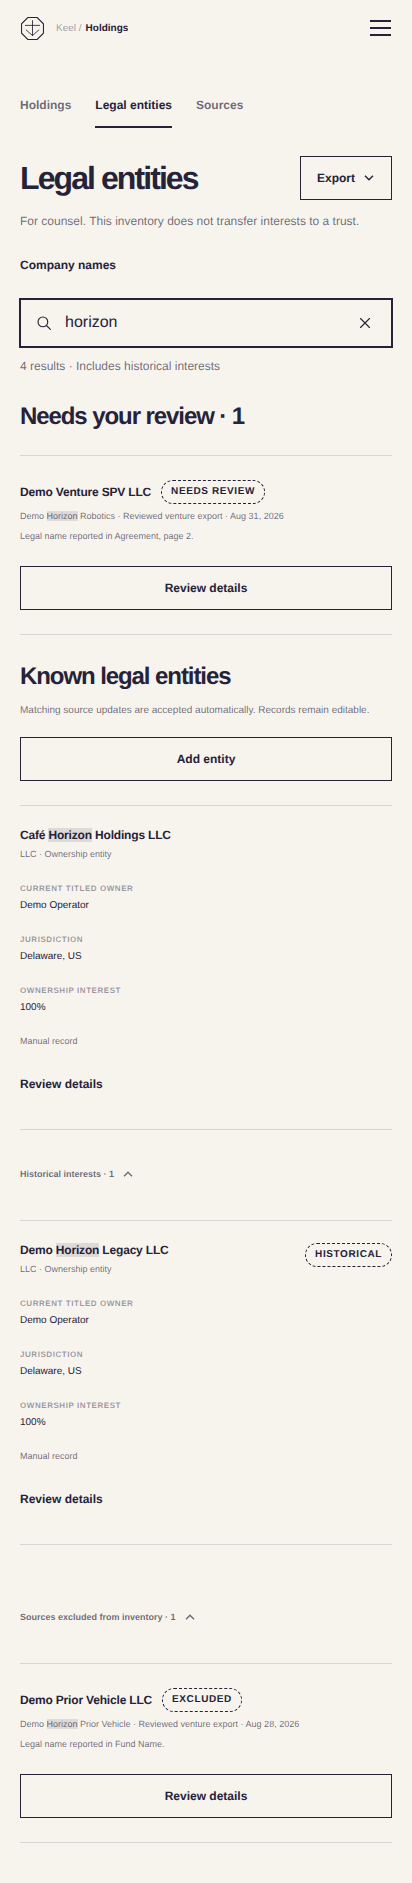 Keel / Holdings
Holdings Legal entities Sources
Legal entities
Export
For counsel. This inventory does not transfer interests to a trust.
Company names
horizon
4 results · Includes historical interests
Needs your review · 1
Demo Venture SPV LLC NEEDS REVIEW
Demo Horizon Robotics · Reviewed venture export · Aug 31, 2026
Legal name reported in Agreement, page 2.
Review details
Known legal entities
Matching source updates are accepted automatically. Records remain editable.
Add entity
Café Horizon Holdings LLC
LLC · Ownership entity
CURRENT TITLED OWNER
Demo Operator
JURISDICTION
Delaware, US
OWNERSHIP INTEREST
100%
Manual record
Review details
Historical interests · 1
Demo Horizon Legacy LLC HISTORICAL
LLC · Ownership entity
CURRENT TITLED OWNER
Demo Operator
JURISDICTION
Delaware, US
OWNERSHIP INTEREST
100%
Manual record
Review details
Sources excluded from inventory · 1
Demo Prior Vehicle LLC EXCLUDED
Demo Horizon Prior Vehicle · Reviewed venture export · Aug 28, 2026
Legal name reported in Fund Name.
Review details